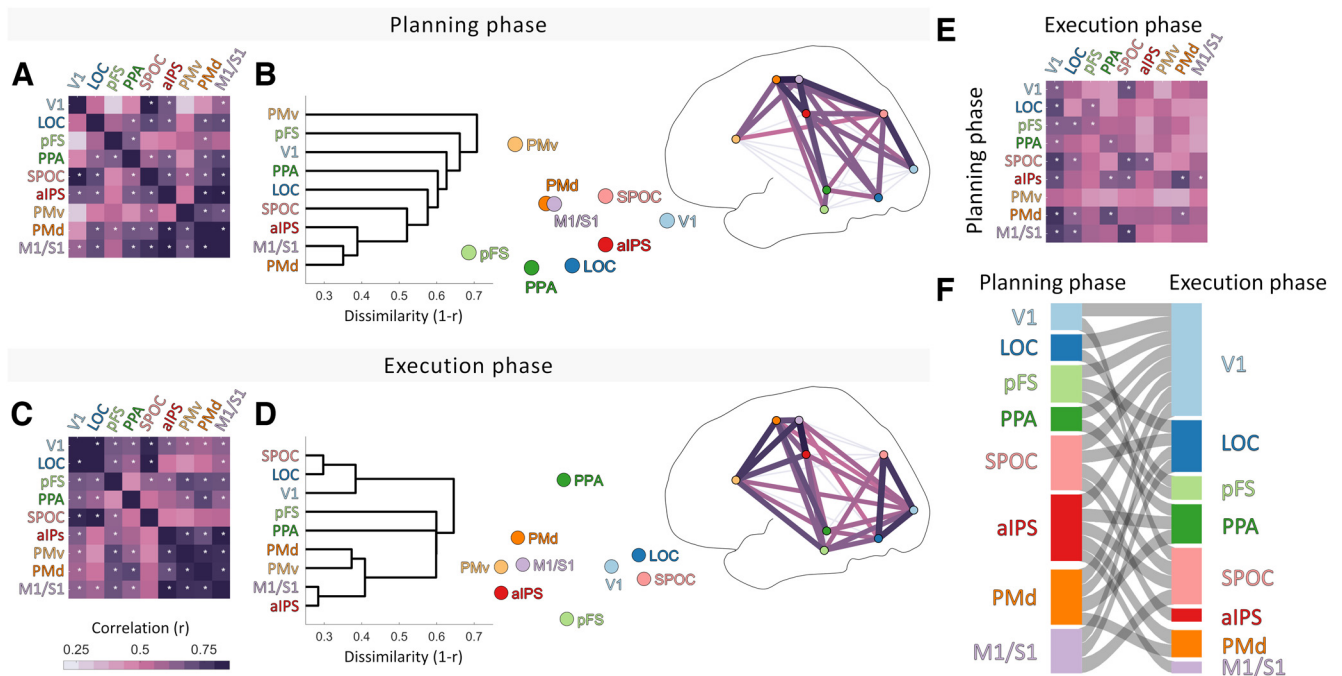 Planning phase
A
V1
LOC
pFS
PPA
SPOC
aIPS
PMv
PMd
M1/S1
V1
LOC
pFS
PPA
SPOC
aIPS
PMv
PMd
M1/S1
B
PMv
pFS
V1
PPA
LOC
SPOC
aIPS
M1/S1
PMd
0.3 0.4 0.5 0.6 0.7
Dissimilarity (1-r)
PMv
PMd
SPOC
M1/S1
V1
aIPS
pFS
LOC
PPA
Execution phase
C
V1
LOC
pFS
PPA
SPOC
aIPS
PMv
PMd
M1/S1
V1
LOC
pFS
PPA
SPOC
aIPs
PMv
PMd
M1/S1
Correlation (r)
0.25 0.5 0.75
D
SPOC
LOC
V1
pFS
PPA
PMd
PMv
M1/S1
aIPS
0.3 0.4 0.5 0.6 0.7
Dissimilarity (1-r)
PPA
PMd
PMv
M1/S1
LOC
V1
SPOC
aIPS
pFS
E
Execution phase
V1
LOC
pFS
PPA
SPOC
aIPS
PMv
PMd
M1/S1
Planning phase
V1
LOC
pFS
PPA
SPOC
aIPs
PMv
PMd
M1/S1
F
Planning phase
Execution phase
V1
LOC
pFS
PPA
SPOC
aIPS
PMd
M1/S1
V1
LOC
pFS
PPA
SPOC
aIPS
PMd
M1/S1